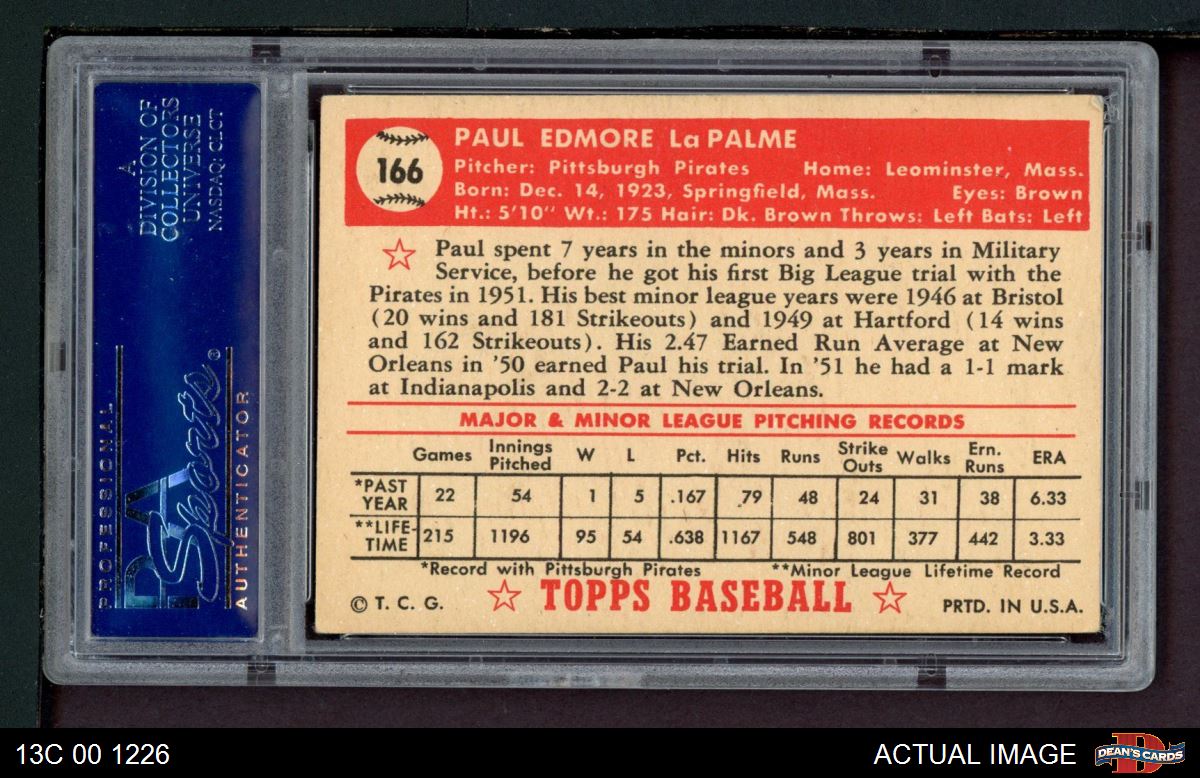 A
DIVISION OF
COLLECTORS
UNIVERSE
NASDAQ: CLCT
PROFESSIONAL
PSA
Sports®
AUTHENTICATOR
166
PAUL EDMORE La PALME
Pitcher: Pittsburgh Pirates Home: Leominster, Mass.
Born: Dec. 14, 1923, Springfield, Mass. Eyes: Brown
Ht.: 5'10" Wt.: 175 Hair: Dk. Brown Throws: Left Bats: Left
Paul spent 7 years in the minors and 3 years in Military
Service, before he got his first Big League trial with the
Pirates in 1951. His best minor league years were 1946 at Bristol
(20 wins and 181 Strikeouts) and 1949 at Hartford (14 wins
and 162 Strikeouts). His 2.47 Earned Run Average at New
Orleans in '50 earned Paul his trial. In '51 he had a 1-1 mark
at Indianapolis and 2-2 at New Orleans.
MAJOR & MINOR LEAGUE PITCHING RECORDS
Games Innings Pitched W L Pct. Hits Runs Strike Outs Walks Ern. Runs ERA
*PAST YEAR 22 54 1 5 .167 .79 48 24 31 38 6.33
**LIFE-TIME 215 1196 95 54 .638 1167 548 801 377 442 3.33
*Record with Pittsburgh Pirates **Minor League Lifetime Record
© T. C. G. TOPPS BASEBALL PRTD. IN U.S.A.
13C 00 1226 ACTUAL IMAGE
D
DEAN'S CARDS